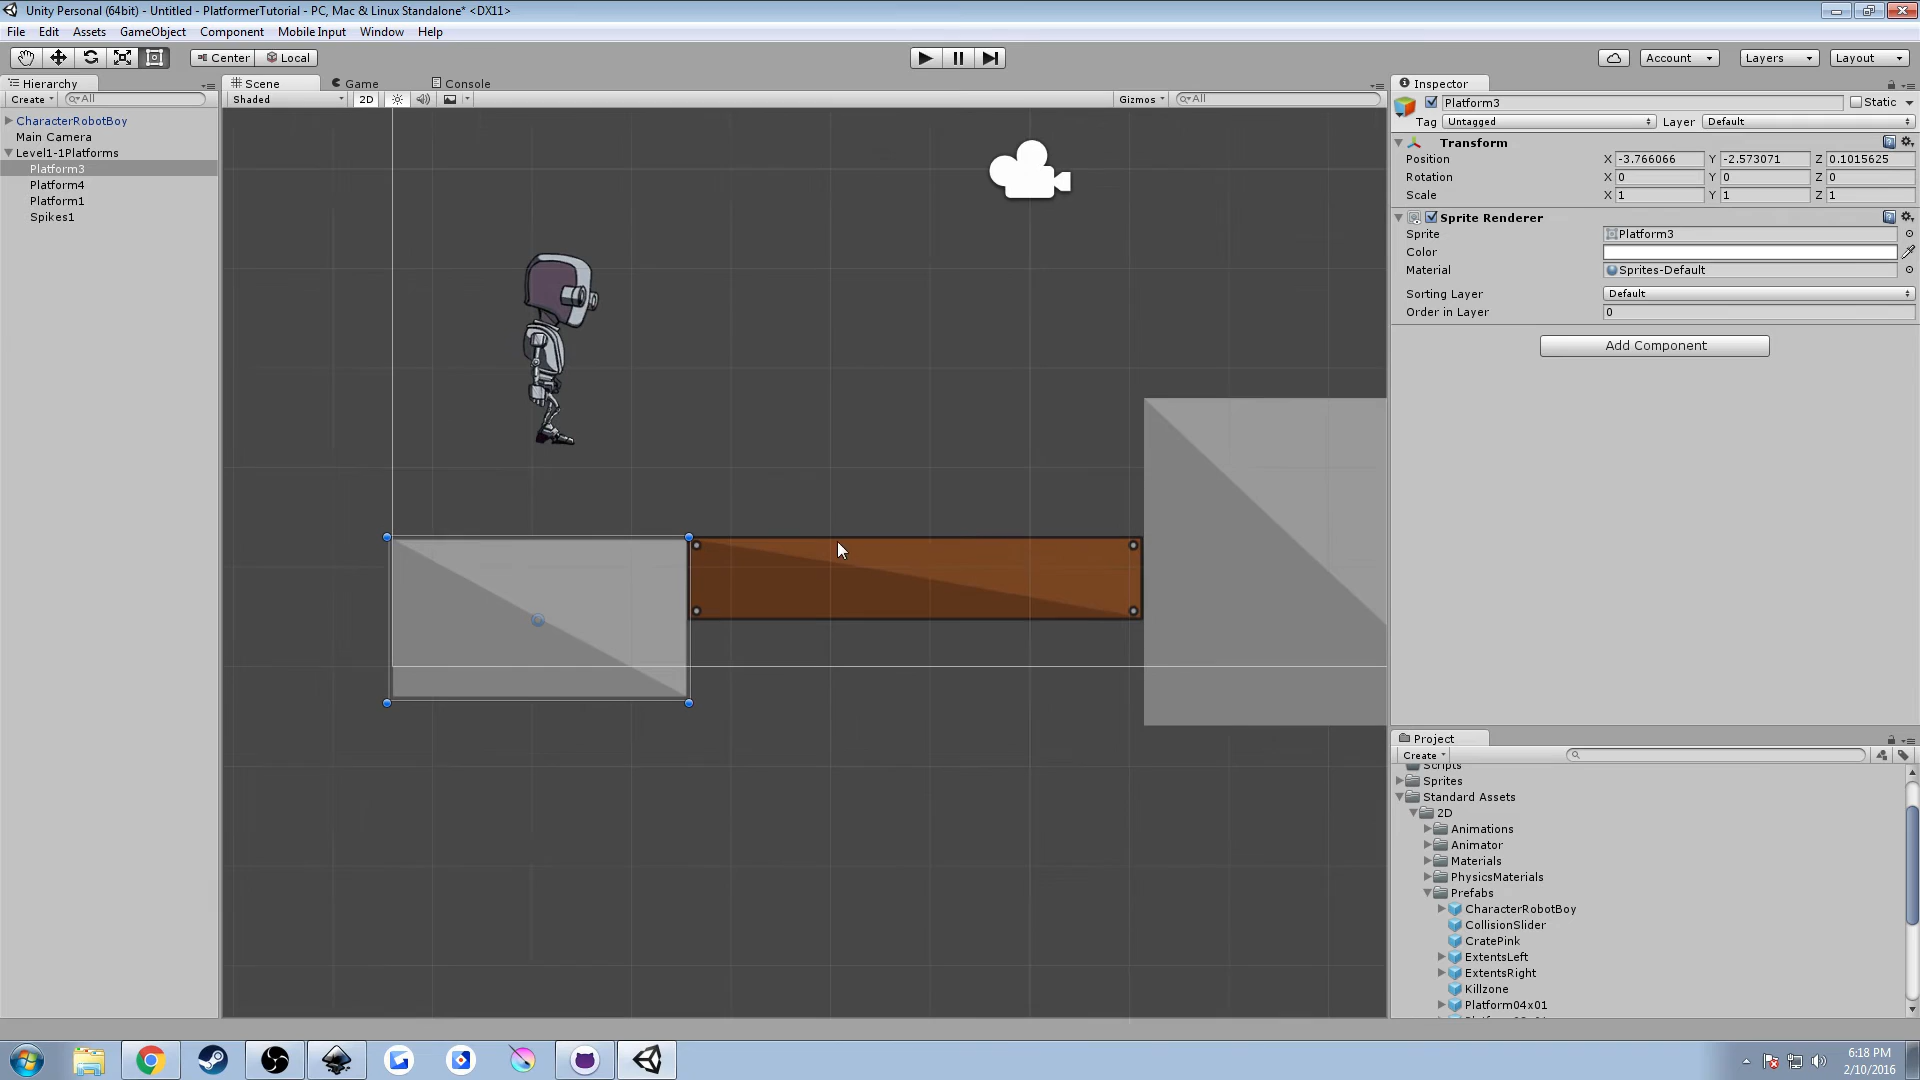 Unity Personal (64bit) - Untitled - PlatformerTutorial - PC, Mac & Linux Standalone* <DX11>
File Edit Assets GameObject Component Mobile Input Window Help
Center Local Account Layers Layout
Hierarchy Scene Game Console Inspector
Create All Shaded 2D Gizmos All
Platform3 Static
Tag Untagged Layer Default
CharacterRobotBoy
Main Camera
Level1-1Platforms
Platform3
Platform4
Platform1
Spikes1
Transform
Position X -3.766066 Y -2.573071 Z 0.1015625
Rotation X 0 Y 0 Z 0
Scale X 1 Y 1 Z 1
Sprite Renderer
Sprite Platform3
Color
Material Sprites-Default
Sorting Layer Default
Order in Layer 0
Add Component
Project
Create
Scripts
Sprites
Standard Assets
2D
Animations
Animator
Materials
PhysicsMaterials
Prefabs
CharacterRobotBoy
CollisionSlider
CratePink
ExtentsLeft
ExtentsRight
Killzone
Platform04x01
6:18 PM
2/10/2016